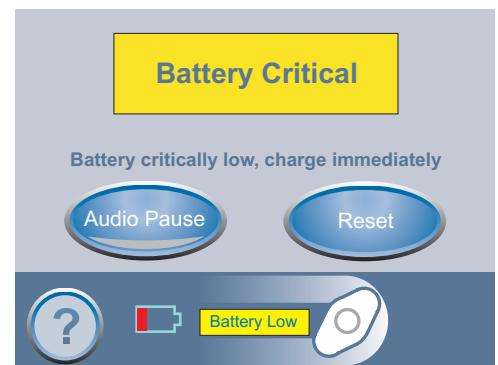 Battery Critical
Battery critically low, charge immediately
Audio Pause
Reset
?
Battery Low